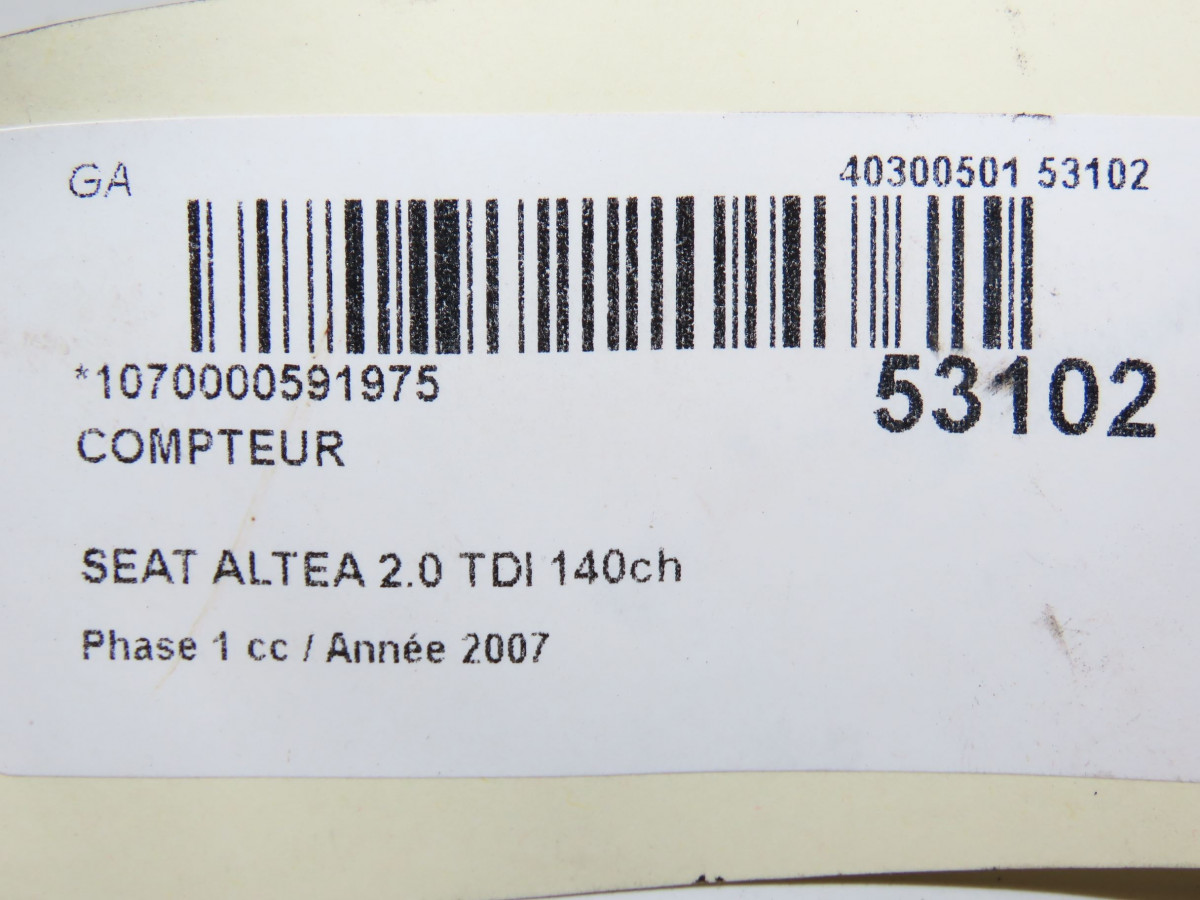 GA
40300501 53102
*1070000591975
53102
COMPTEUR
SEAT ALTEA 2.0 TDI 140ch
Phase 1 cc / Année 2007